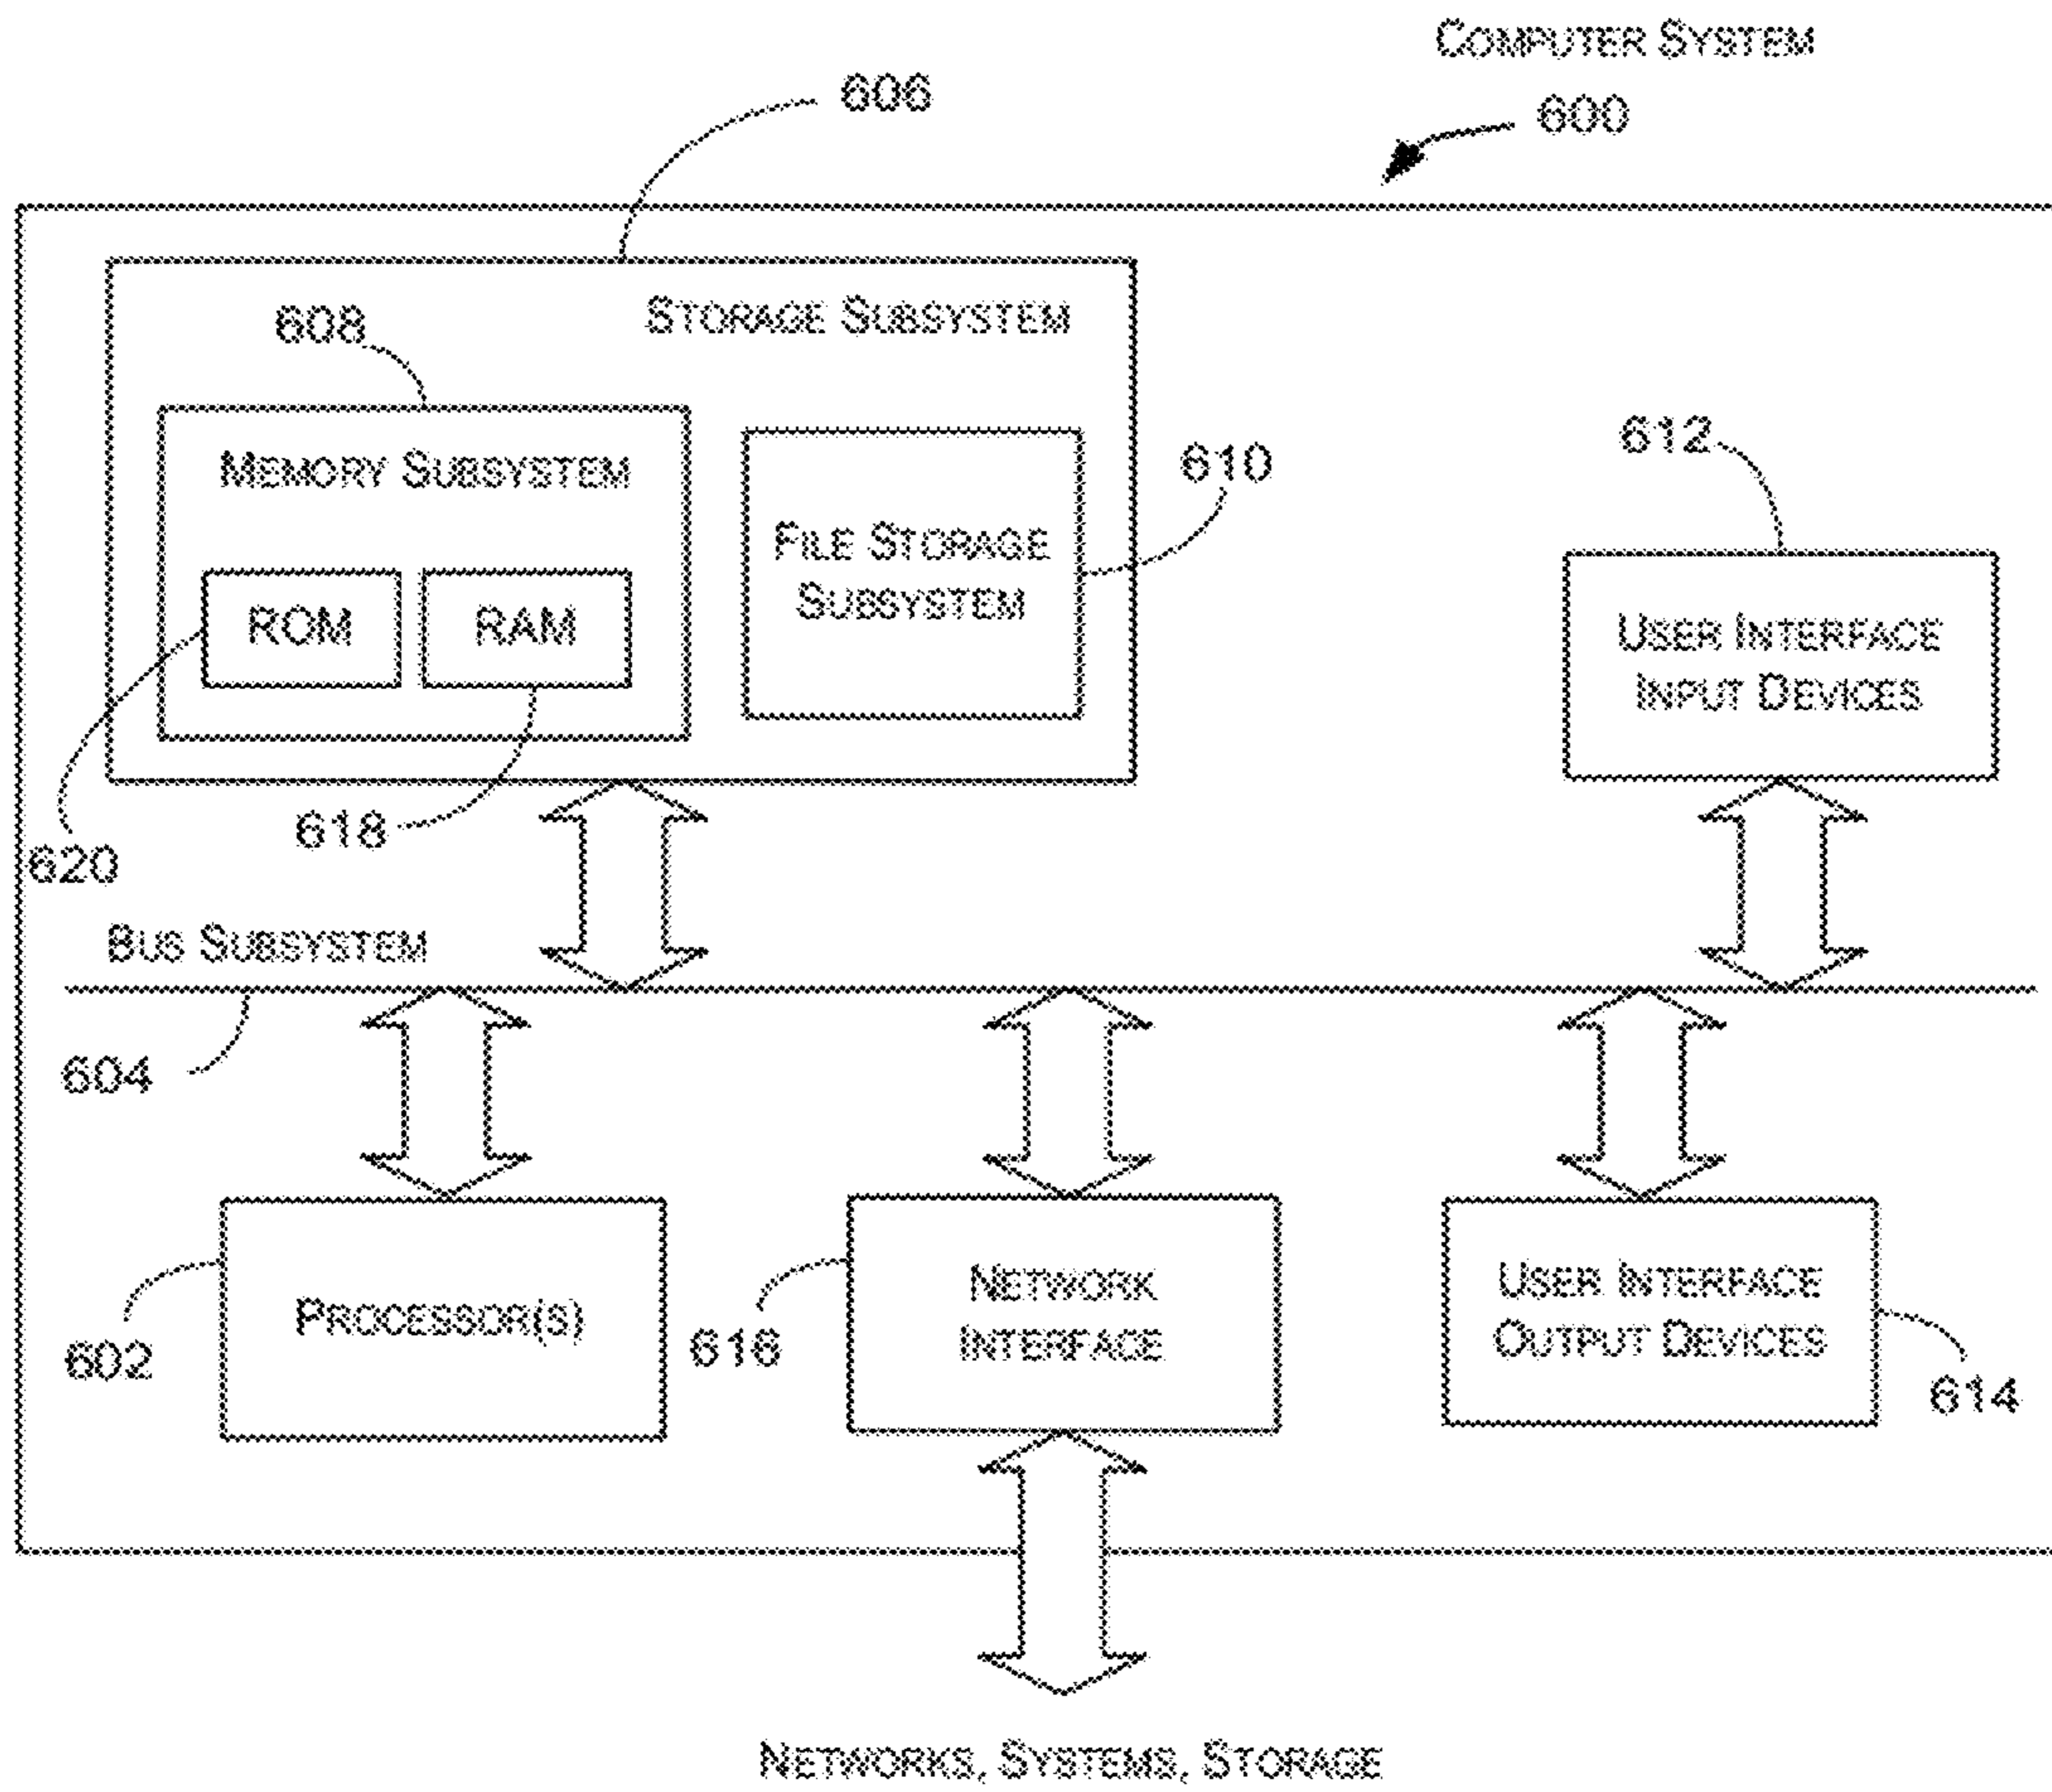 COMPUTER SYSTEM
606
600
STORAGE SUBSYSTEM
608
MEMORY SUBSYSTEM
610
612
FILE STORAGE
SUBSYSTEM
ROM
RAM
USER INTERFACE
INPUT DEVICES
618
620
BUS SUBSYSTEM
604
PROCESSOR(S)
602
616
NETWORK
INTERFACE
USER INTERFACE
OUTPUT DEVICES
614
NETWORKS, SYSTEMS, STORAGE